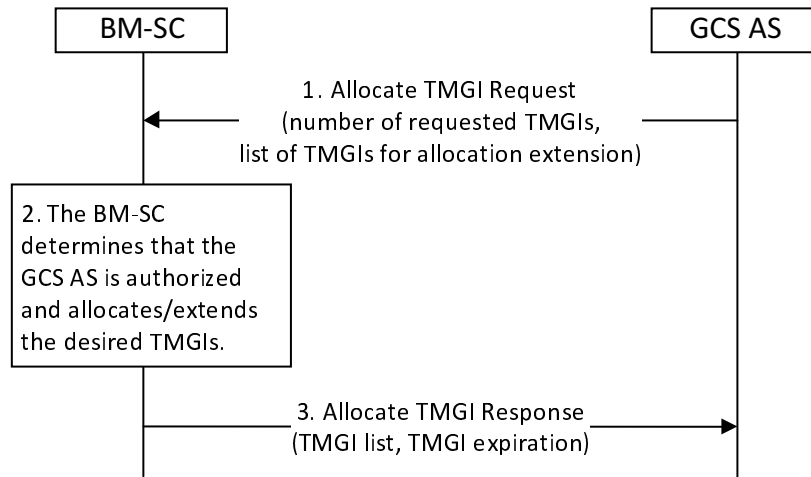 BM-SC
GCS AS
1. Allocate TMGI Request
(number of requested TMGIs,
list of TMGIs for allocation extension)
2. The BM-SC
determines that the
GCS AS is authorized
and allocates/extends
the desired TMGIs.
3. Allocate TMGI Response
(TMGI list, TMGI expiration)